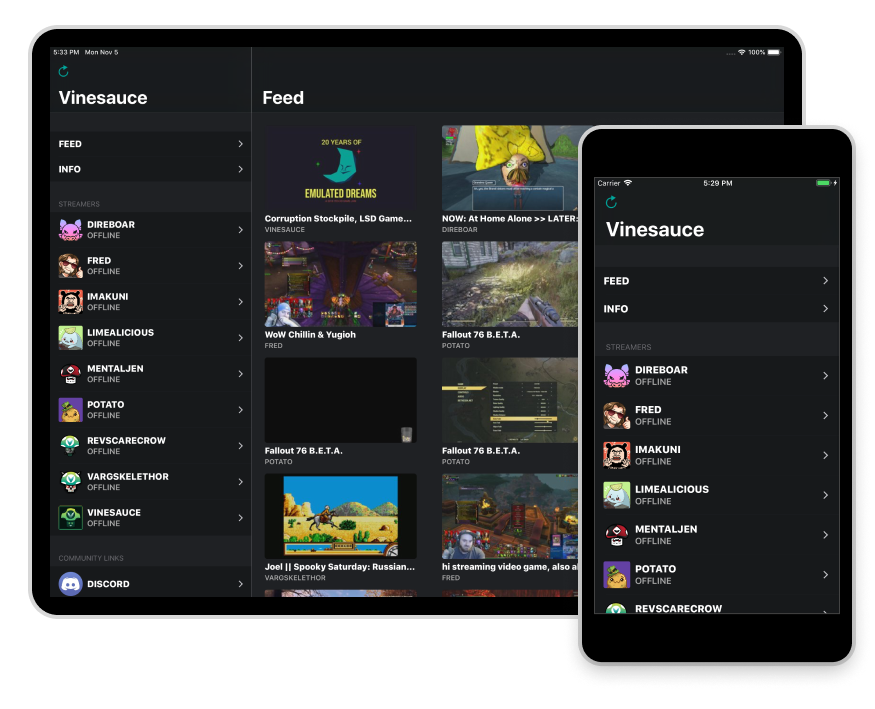 5:33 PM Mon Nov 5
100%
Vinesauce
FEED
INFO
STREAMERS
DIREBOAR
OFFLINE
FRED
OFFLINE
IMAKUNI
OFFLINE
LIMEALICIOUS
OFFLINE
MENTALJEN
OFFLINE
POTATO
OFFLINE
REVSCARECROW
OFFLINE
VARGSKELETHOR
OFFLINE
VINESAUCE
OFFLINE
COMMUNITY LINKS
DISCORD
Feed
20 YEARS OF
EMULATED DREAMS
Corruption Stockpile, LSD Game...
VINESAUCE
NOW: At Home Alone >> LATER:
DIREBOAR
WoW Chillin & Yugioh
FRED
Fallout 76 B.E.T.A.
POTATO
Fallout 76 B.E.T.A.
POTATO
Fallout 76 B.E.T.A.
POTATO
Joel || Spooky Saturday: Russian...
VARGSKELETHOR
hi streaming video game, also a
FRED
Carrier 5:29 PM
Vinesauce
FEED
INFO
STREAMERS
DIREBOAR
OFFLINE
FRED
OFFLINE
IMAKUNI
OFFLINE
LIMEALICIOUS
OFFLINE
MENTALJEN
OFFLINE
POTATO
OFFLINE
REVSCARECROW